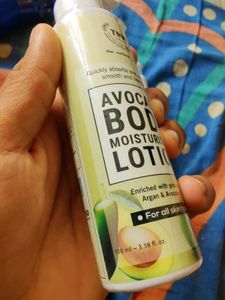 Quickly absorbs
smooth and
AVOCA
BOD
MOISTURI
LOTIO
Enriched with
Argan & Avoca
For all skin
100 ml – 3.38 fl. oz.